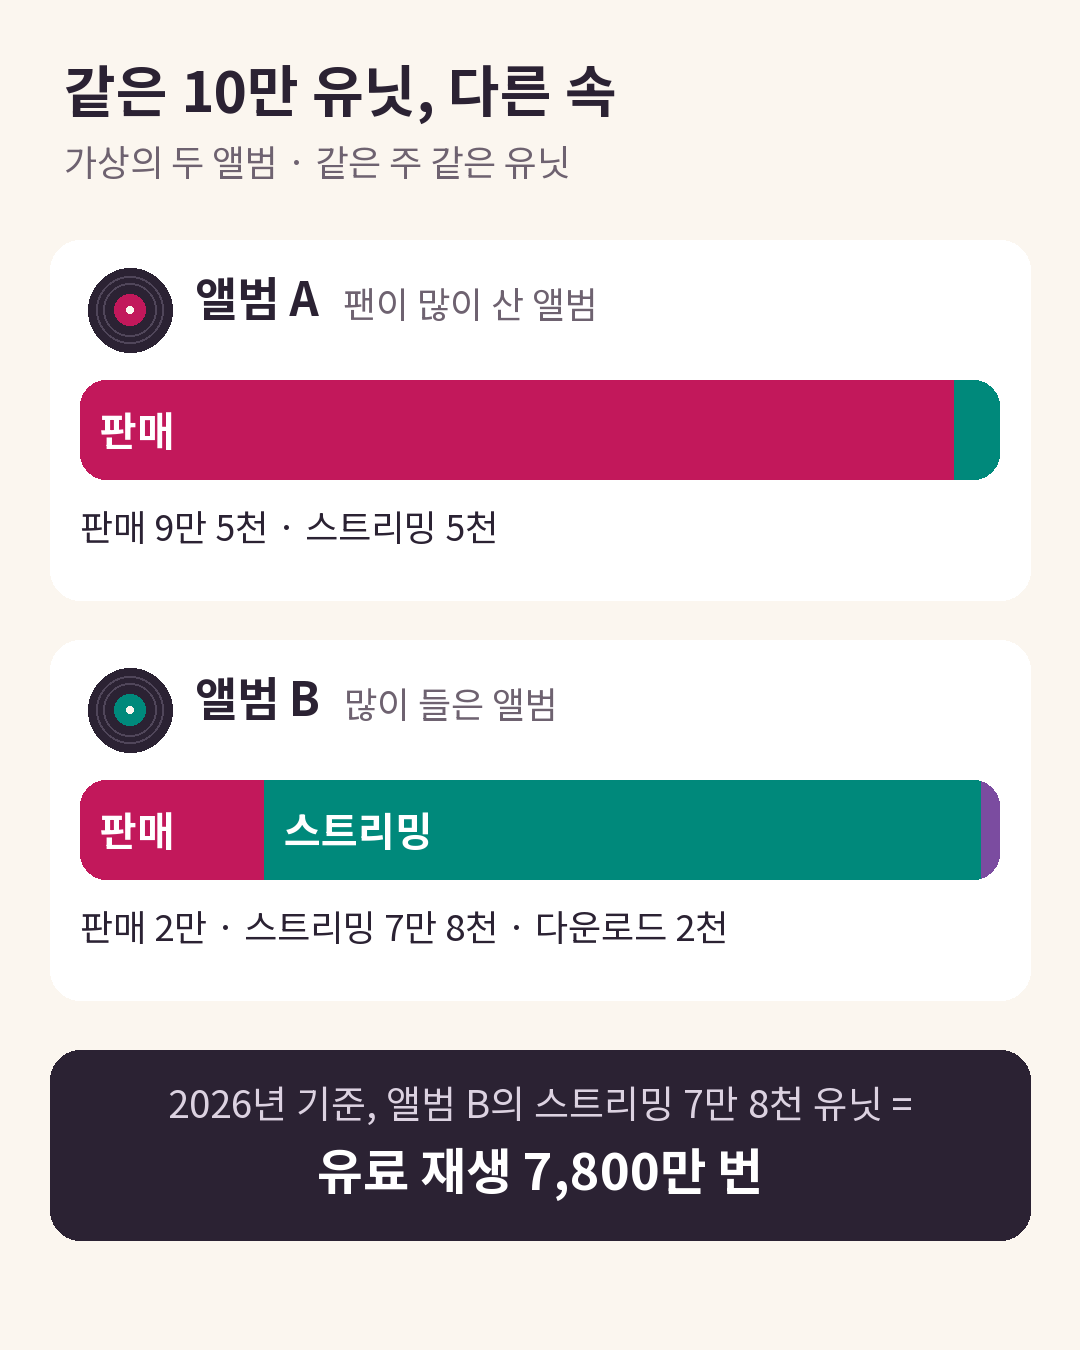 같은 10만 유닛, 다른 속
가상의 두 앨범 · 같은 주 같은 유닛
앨범 A 팬이 많이 산 앨범
판매
판매 9만 5천 · 스트리밍 5천
앨범 B 많이 들은 앨범
판매 스트리밍
판매 2만 · 스트리밍 7만 8천 · 다운로드 2천
2026년 기준, 앨범 B의 스트리밍 7만 8천 유닛 =
유료 재생 7,800만 번